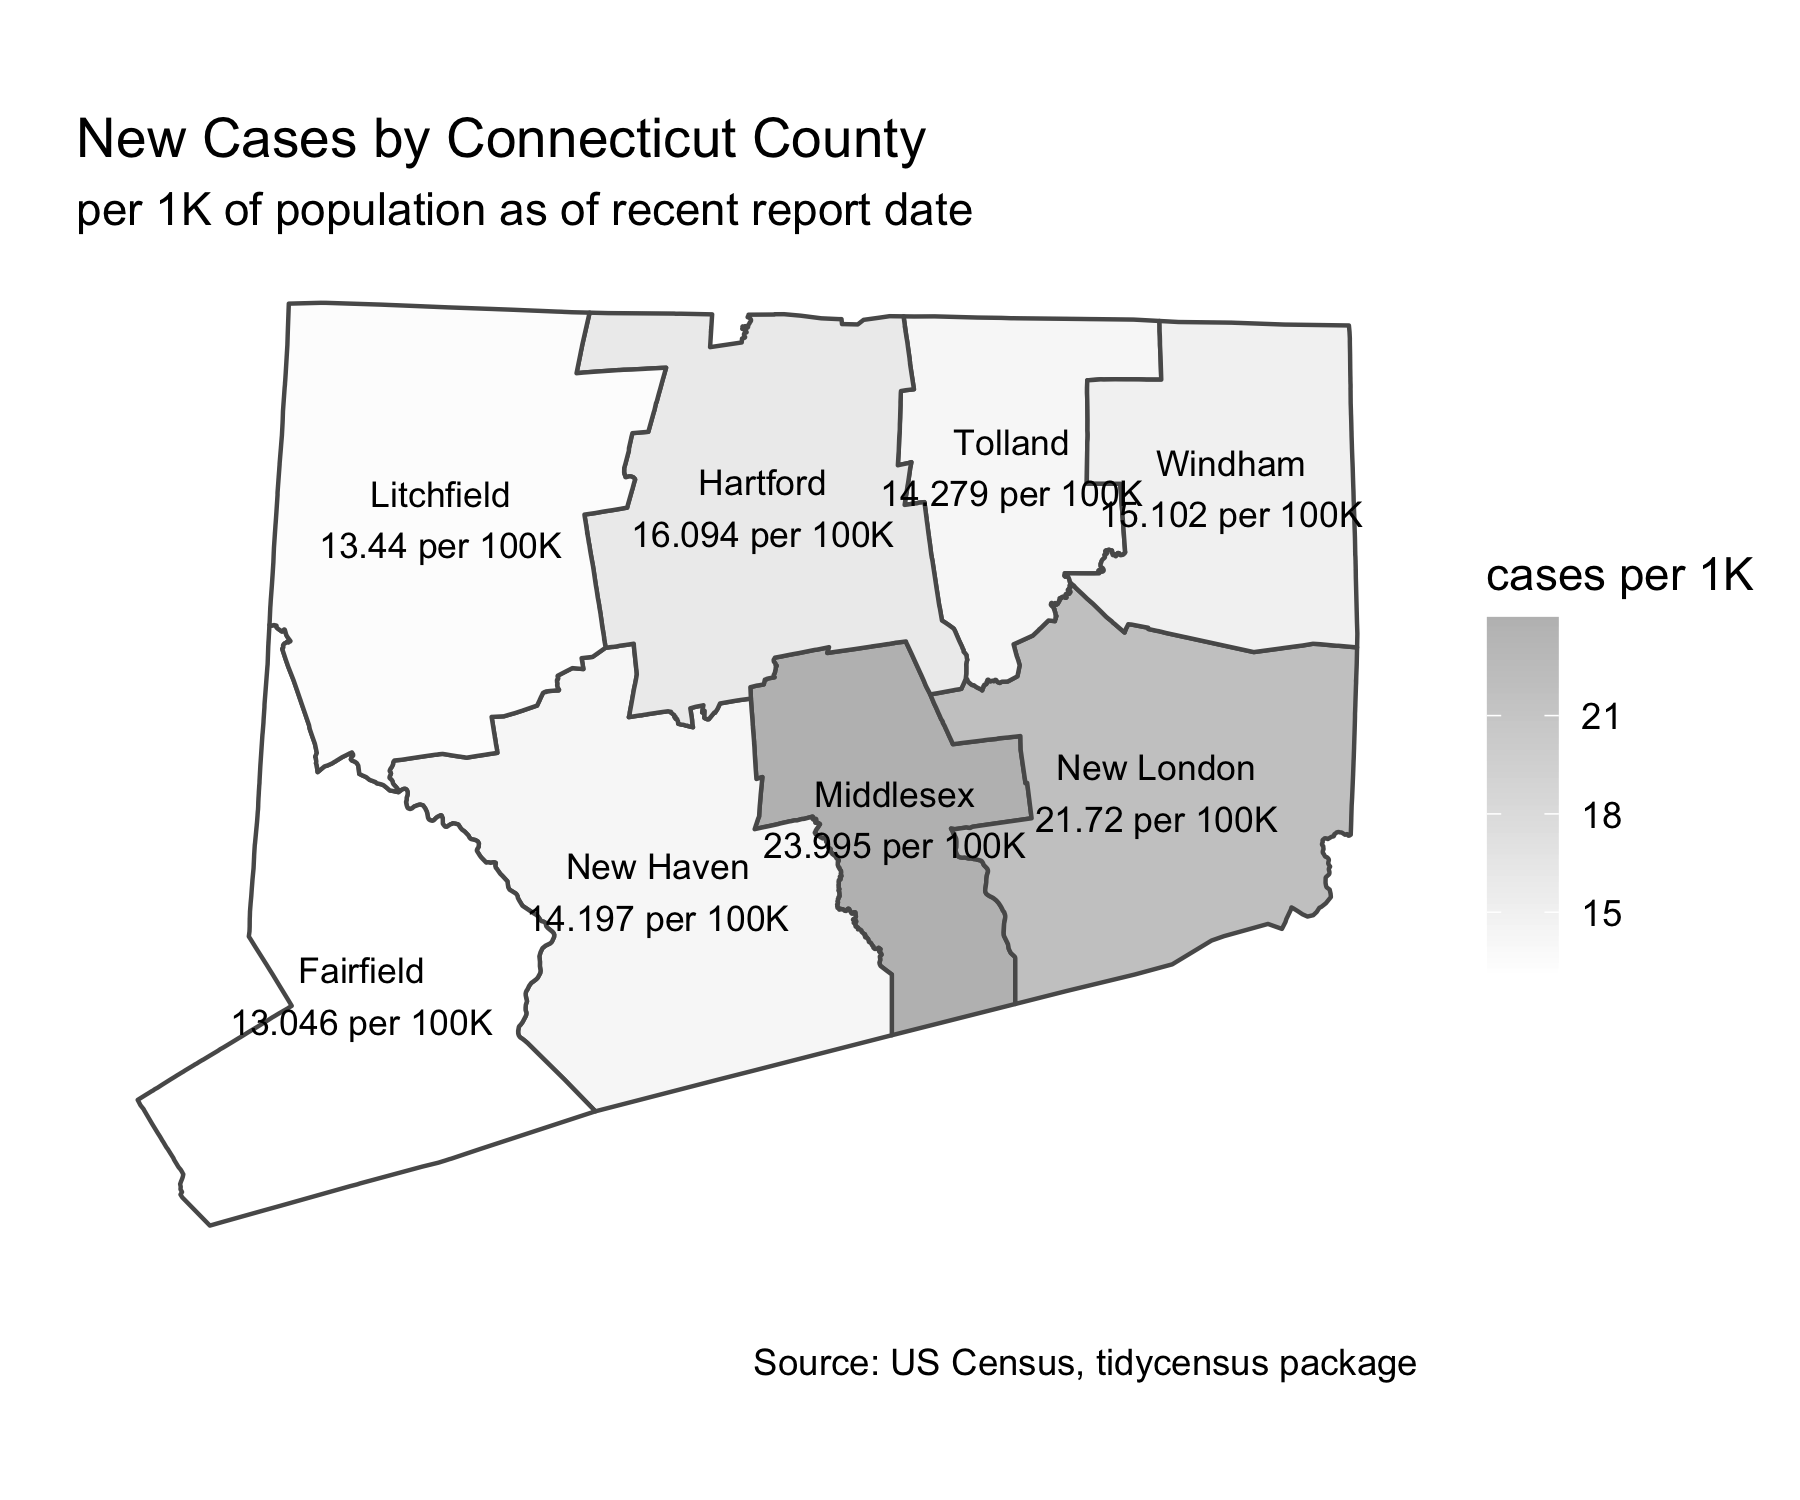 New Cases by Connecticut County
per 1K of population as of recent report date
Tolland
14.279 per 100K
Windham
15.102 per 100K
Litchfield
13.44 per 100K
Hartford
16.094 per 100K
cases per 1K
21
18
15
New London
21.72 per 100K
Middlesex
23.995 per 100K
New Haven
14.197 per 100K
Fairfield
13.046 per 100K
Source: US Census, tidycensus package